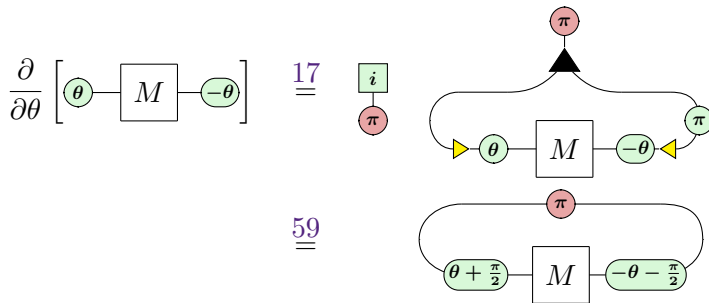 π
∂/∂θ [ θ M -θ ] 17 = i π π
θ M -θ
59 = π
θ + π/2 M -θ - π/2